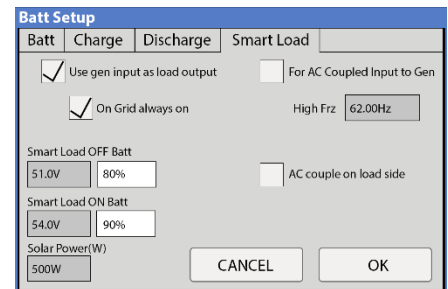 Batt Setup
Batt Charge Discharge Smart Load
Use gen input as load output For AC Coupled Input to Gen
On Grid always on High Frz 62.00Hz
Smart Load OFF Batt
51.0V 80% AC couple on load side
Smart Load ON Batt
54.0V 90%
Solar Power(W)
500W CANCEL OK